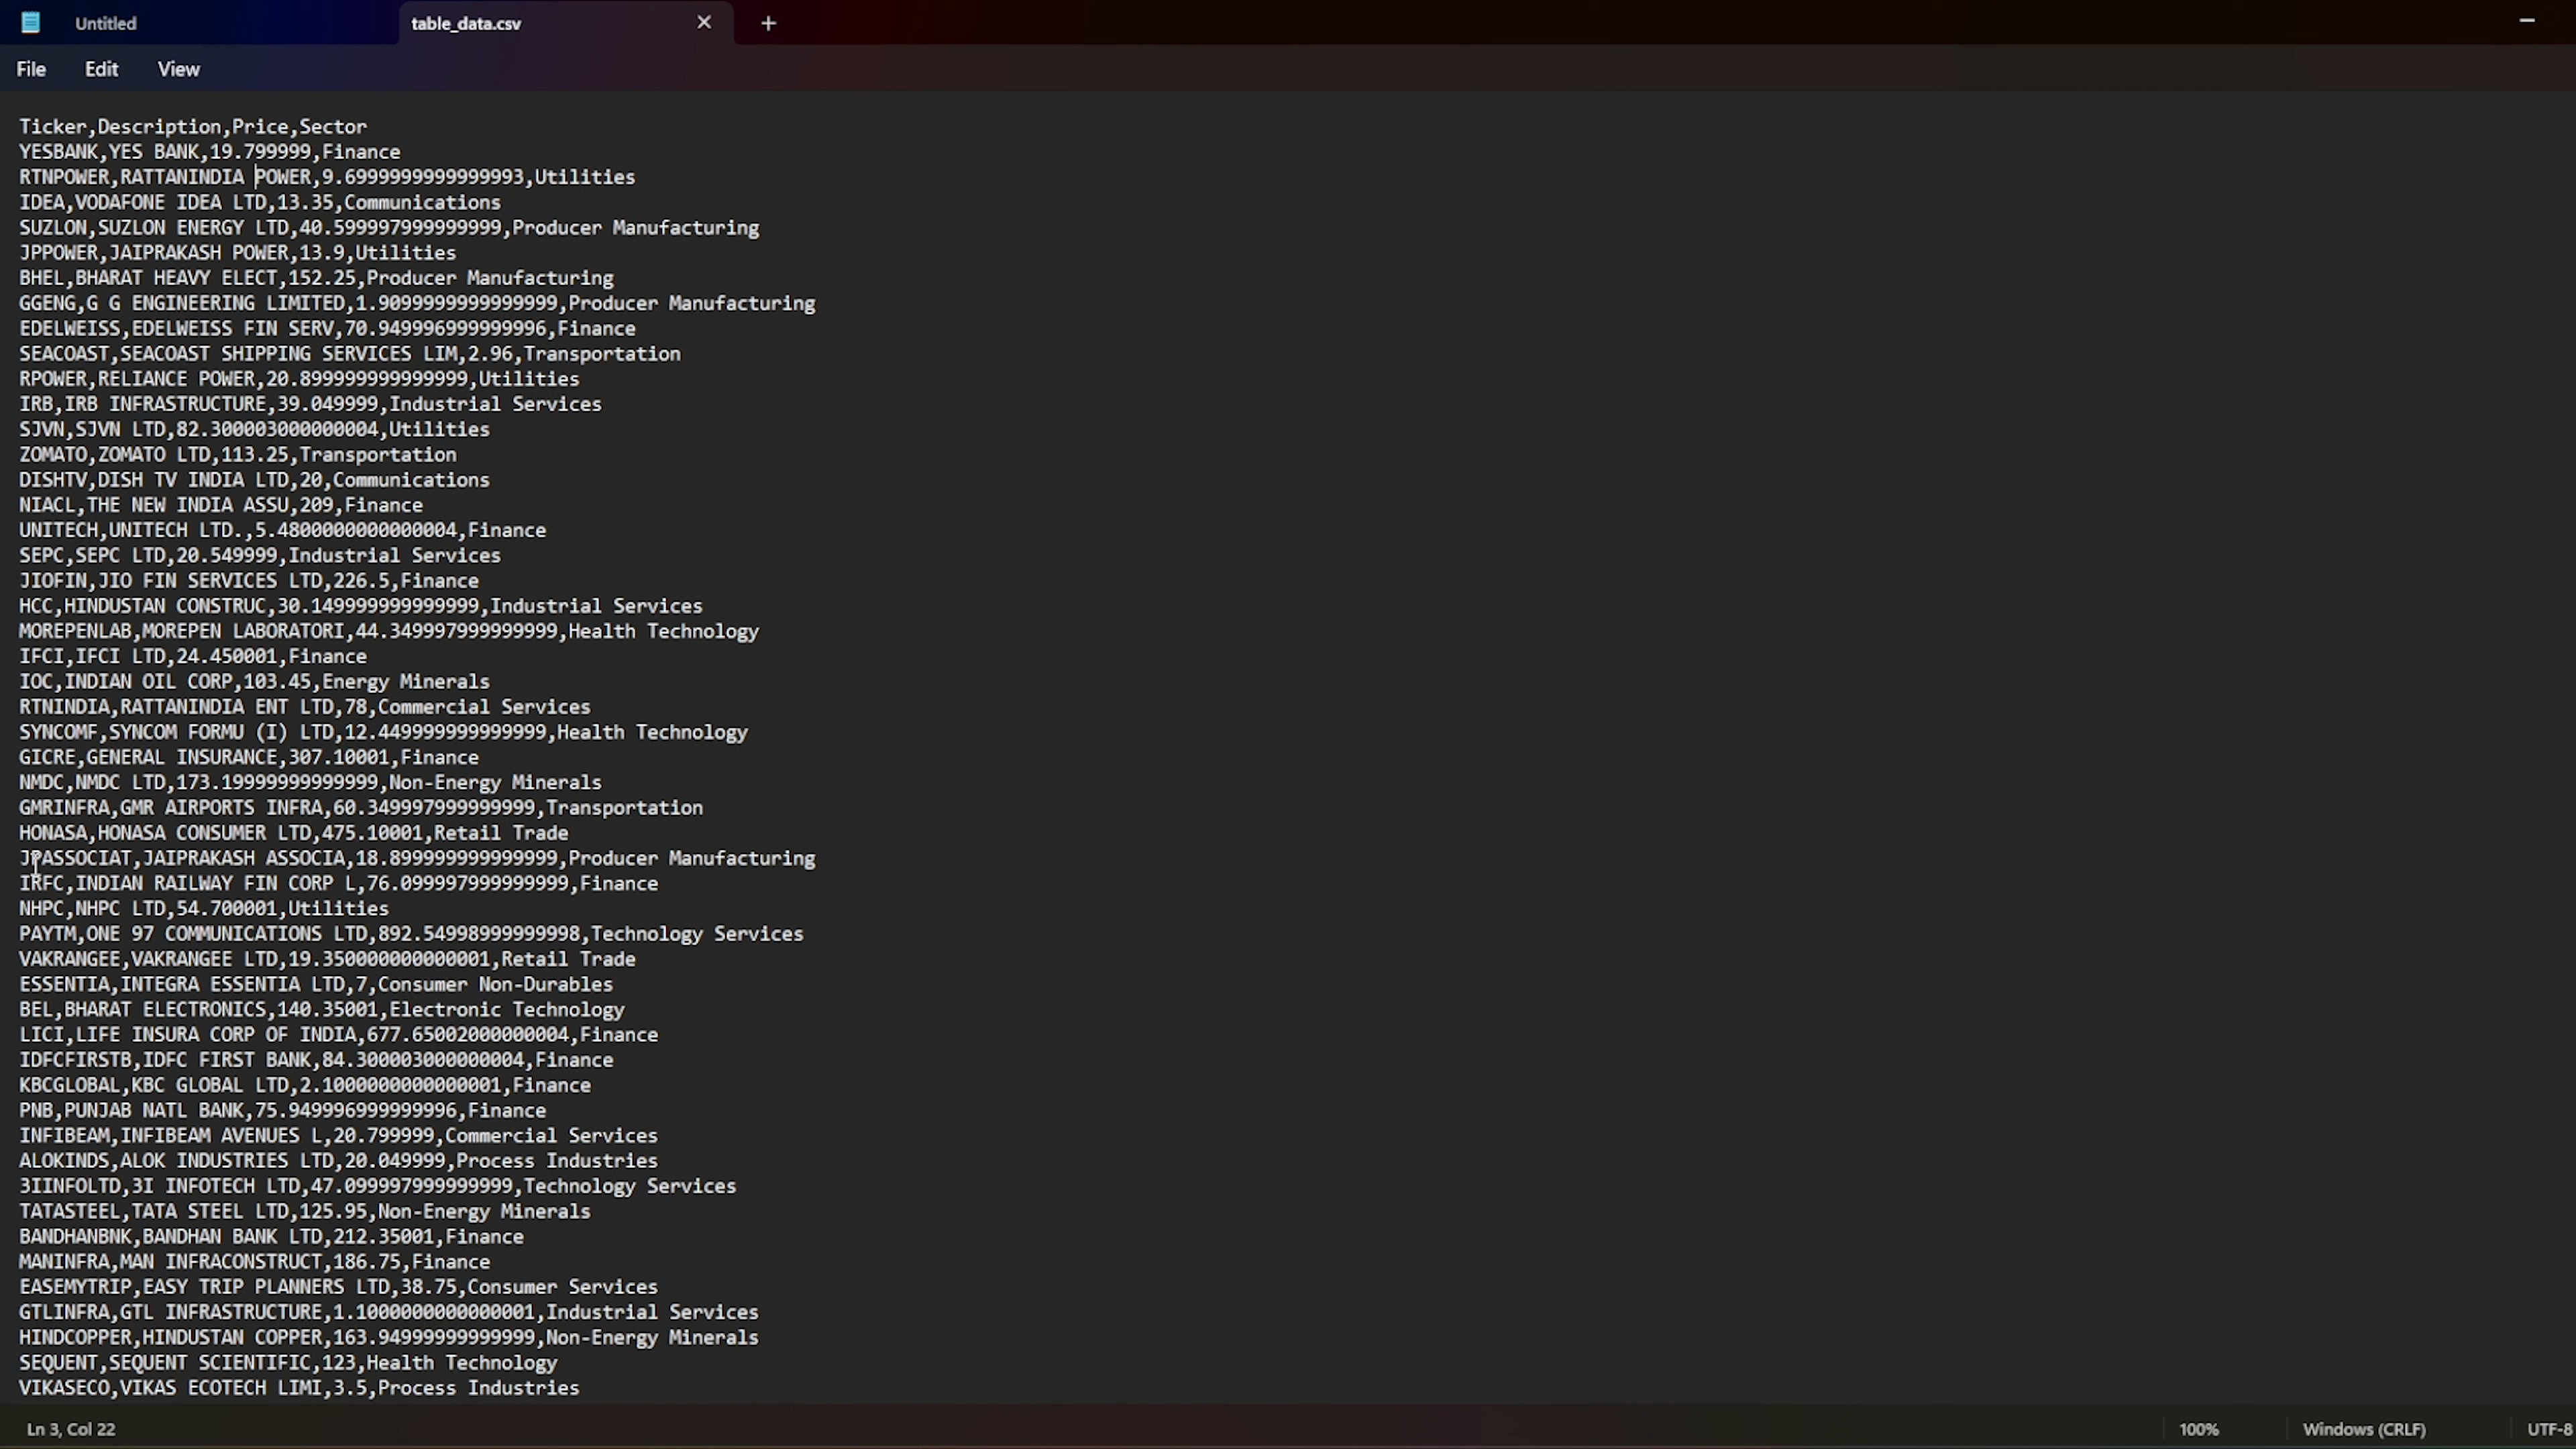 Untitled
table_data.csv
File Edit View
Ticker,Description,Price,Sector
YESBANK,YES BANK,19.799999,Finance
RTNPOWER,RATTANINDIA POWER,9.6999999999999993,Utilities
IDEA,VODAFONE IDEA LTD,13.35,Communications
SUZLON,SUZLON ENERGY LTD,40.599997999999999,Producer Manufacturing
JPPOWER,JAIPRAKASH POWER,13.9,Utilities
BHEL,BHARAT HEAVY ELECT,152.25,Producer Manufacturing
GGENG,G G ENGINEERING LIMITED,1.9099999999999999,Producer Manufacturing
EDELWEISS,EDELWEISS FIN SERV,70.949996999999996,Finance
SEACOAST,SEACOAST SHIPPING SERVICES LIM,2.96,Transportation
RPOWER,RELIANCE POWER,20.899999999999999,Utilities
IRB,IRB INFRASTRUCTURE,39.049999,Industrial Services
SJVN,SJVN LTD,82.300003000000004,Utilities
ZOMATO,ZOMATO LTD,113.25,Transportation
DISHTV,DISH TV INDIA LTD,20,Communications
NIACL,THE NEW INDIA ASSU,209,Finance
UNITECH,UNITECH LTD.,5.4800000000000004,Finance
SEPC,SEPC LTD,20.549999,Industrial Services
JIOFIN,JIO FIN SERVICES LTD,226.5,Finance
HCC,HINDUSTAN CONSTRUC,30.149999999999999,Industrial Services
MOREPENLAB,MOREPEN LABORATORI,44.349997999999999,Health Technology
IFCI,IFCI LTD,24.450001,Finance
IOC,INDIAN OIL CORP,103.45,Energy Minerals
RTNINDIA,RATTANINDIA ENT LTD,78,Commercial Services
SYNCOMF,SYNCOM FORMU (I) LTD,12.449999999999999,Health Technology
GICRE,GENERAL INSURANCE,307.10001,Finance
NMDC,NMDC LTD,173.19999999999999,Non-Energy Minerals
GMRINFRA,GMR AIRPORTS INFRA,60.349997999999999,Transportation
HONASA,HONASA CONSUMER LTD,475.10001,Retail Trade
JPASSOCIAT,JAIPRAKASH ASSOCIA,18.899999999999999,Producer Manufacturing
IRFC,INDIAN RAILWAY FIN CORP L,76.099997999999999,Finance
NHPC,NHPC LTD,54.700001,Utilities
PAYTM,ONE 97 COMMUNICATIONS LTD,892.54998999999998,Technology Services
VAKRANGEE,VAKRANGEE LTD,19.350000000000001,Retail Trade
ESSENTIA,INTEGRA ESSENTIA LTD,7,Consumer Non-Durables
BEL,BHARAT ELECTRONICS,140.35001,Electronic Technology
LICI,LIFE INSURA CORP OF INDIA,677.65002000000004,Finance
IDFCFIRSTB,IDFC FIRST BANK,84.300003000000004,Finance
KBCGLOBAL,KBC GLOBAL LTD,2.1000000000000001,Finance
PNB,PUNJAB NATL BANK,75.949996999999996,Finance
INFIBEAM,INFIBEAM AVENUES L,20.799999,Commercial Services
ALOKINDS,ALOK INDUSTRIES LTD,20.049999,Process Industries
3IINFOLTD,3I INFOTECH LTD,47.099997999999999,Technology Services
TATASTEEL,TATA STEEL LTD,125.95,Non-Energy Minerals
BANDHANBNK,BANDHAN BANK LTD,212.35001,Finance
MANINFRA,MAN INFRACONSTRUCT,186.75,Finance
EASEMYTRIP,EASY TRIP PLANNERS LTD,38.75,Consumer Services
GTLINFRA,GTL INFRASTRUCTURE,1.1000000000000001,Industrial Services
HINDCOPPER,HINDUSTAN COPPER,163.94999999999999,Non-Energy Minerals
SEQUENT,SEQUENT SCIENTIFIC,123,Health Technology
VIKASECO,VIKAS ECOTECH LIMI,3.5,Process Industries
Ln 3, Col 22
100%
Windows (CRLF)
UTF-8